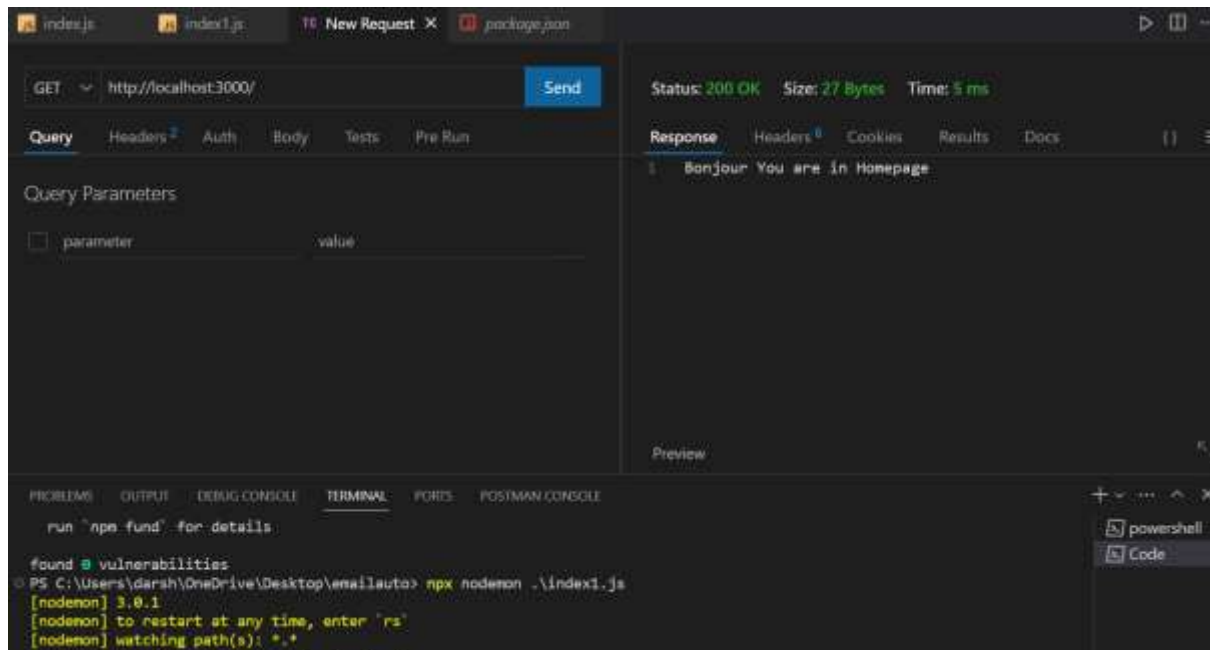 index.js index1.js TC New Request × package.json
GET http://localhost:3000/ Send
Status: 200 OK Size: 27 Bytes Time: 5 ms
Query Headers 2 Auth Body Tests Pre Run
Response Headers 6 Cookies Results Docs {}
1 Bonjour You are in Homepage
Query Parameters
parameter value
Preview
PROBLEMS OUTPUT DEBUG CONSOLE TERMINAL PORTS POSTMAN CONSOLE
run `npm fund` for details
powershell
found 0 vulnerabilities
Code
PS C:\Users\darsh\OneDrive\Desktop\emailauto> npx nodemon .\index1.js
[nodemon] 3.0.1
[nodemon] to restart at any time, enter `rs`
[nodemon] watching path(s): *.*